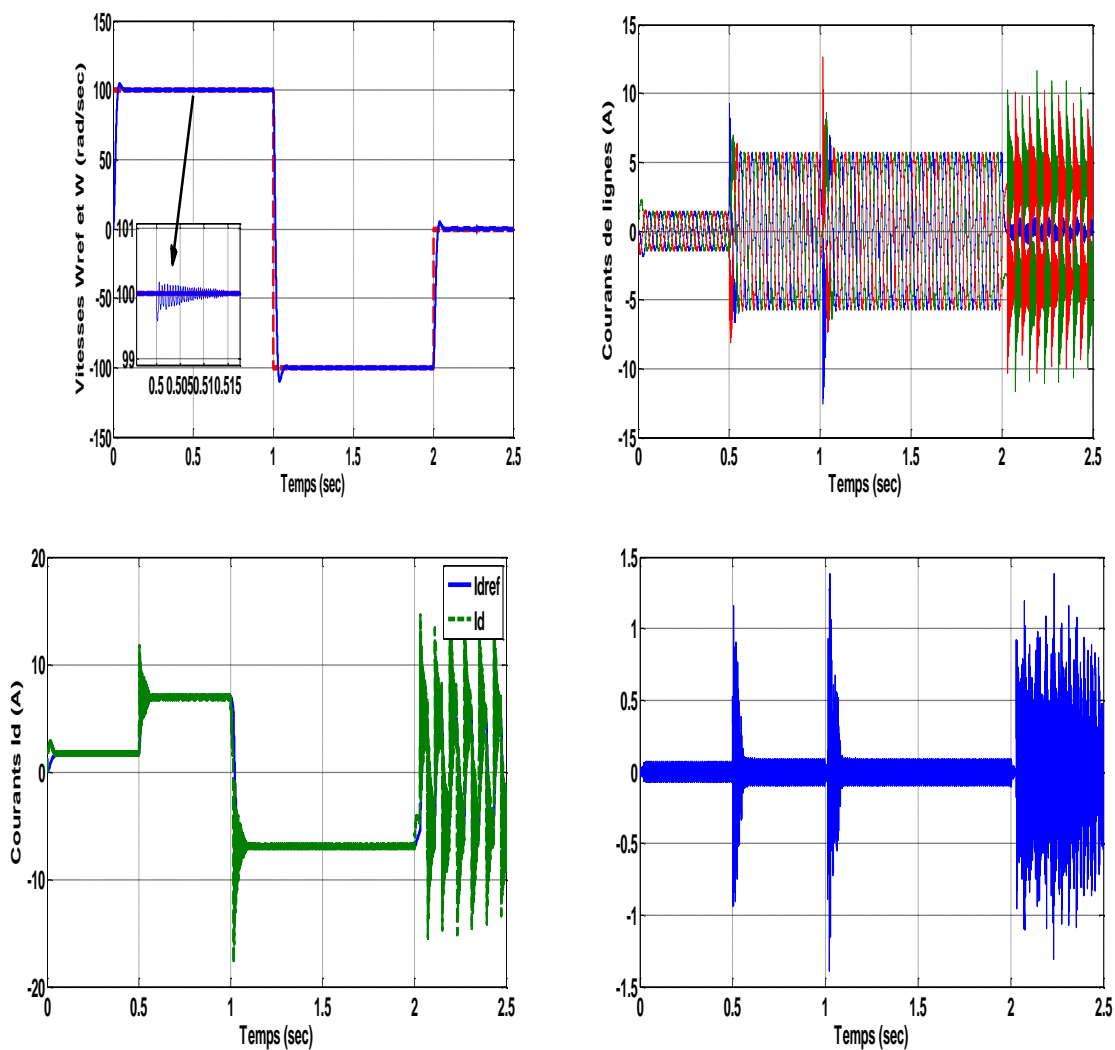 Vitesses Wref et W (rad/sec)
150
100
50
0
-50
-100
-150
101
100
99
0.5 0.505 0.51 0.515
0 0.5 1 1.5 2 2.5
Temps (sec)
Courants de lignes (A)
15
10
5
0
-5
-10
-15
0 0.5 1 1.5 2 2.5
Temps (sec)
Courants Id (A)
20
10
0
-10
-20
Idref
Id
0 0.5 1 1.5 2 2.5
Temps (sec)
1.5
1
0.5
0
-0.5
-1
-1.5
0 0.5 1 1.5 2 2.5
Temps (sec)